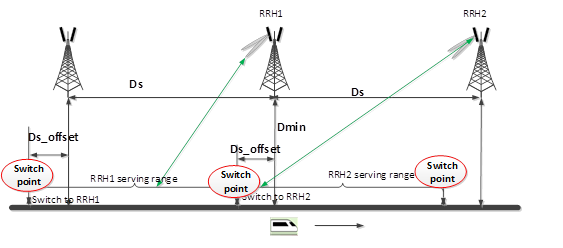 RRH1
RRH2
Ds
Ds
Dmin
Ds_offset
Ds_offset
Switch
point
RRH1 serving range
Switch
point
RRH2 serving range
Switch
point
Switch to RRH1
Switch to RRH2